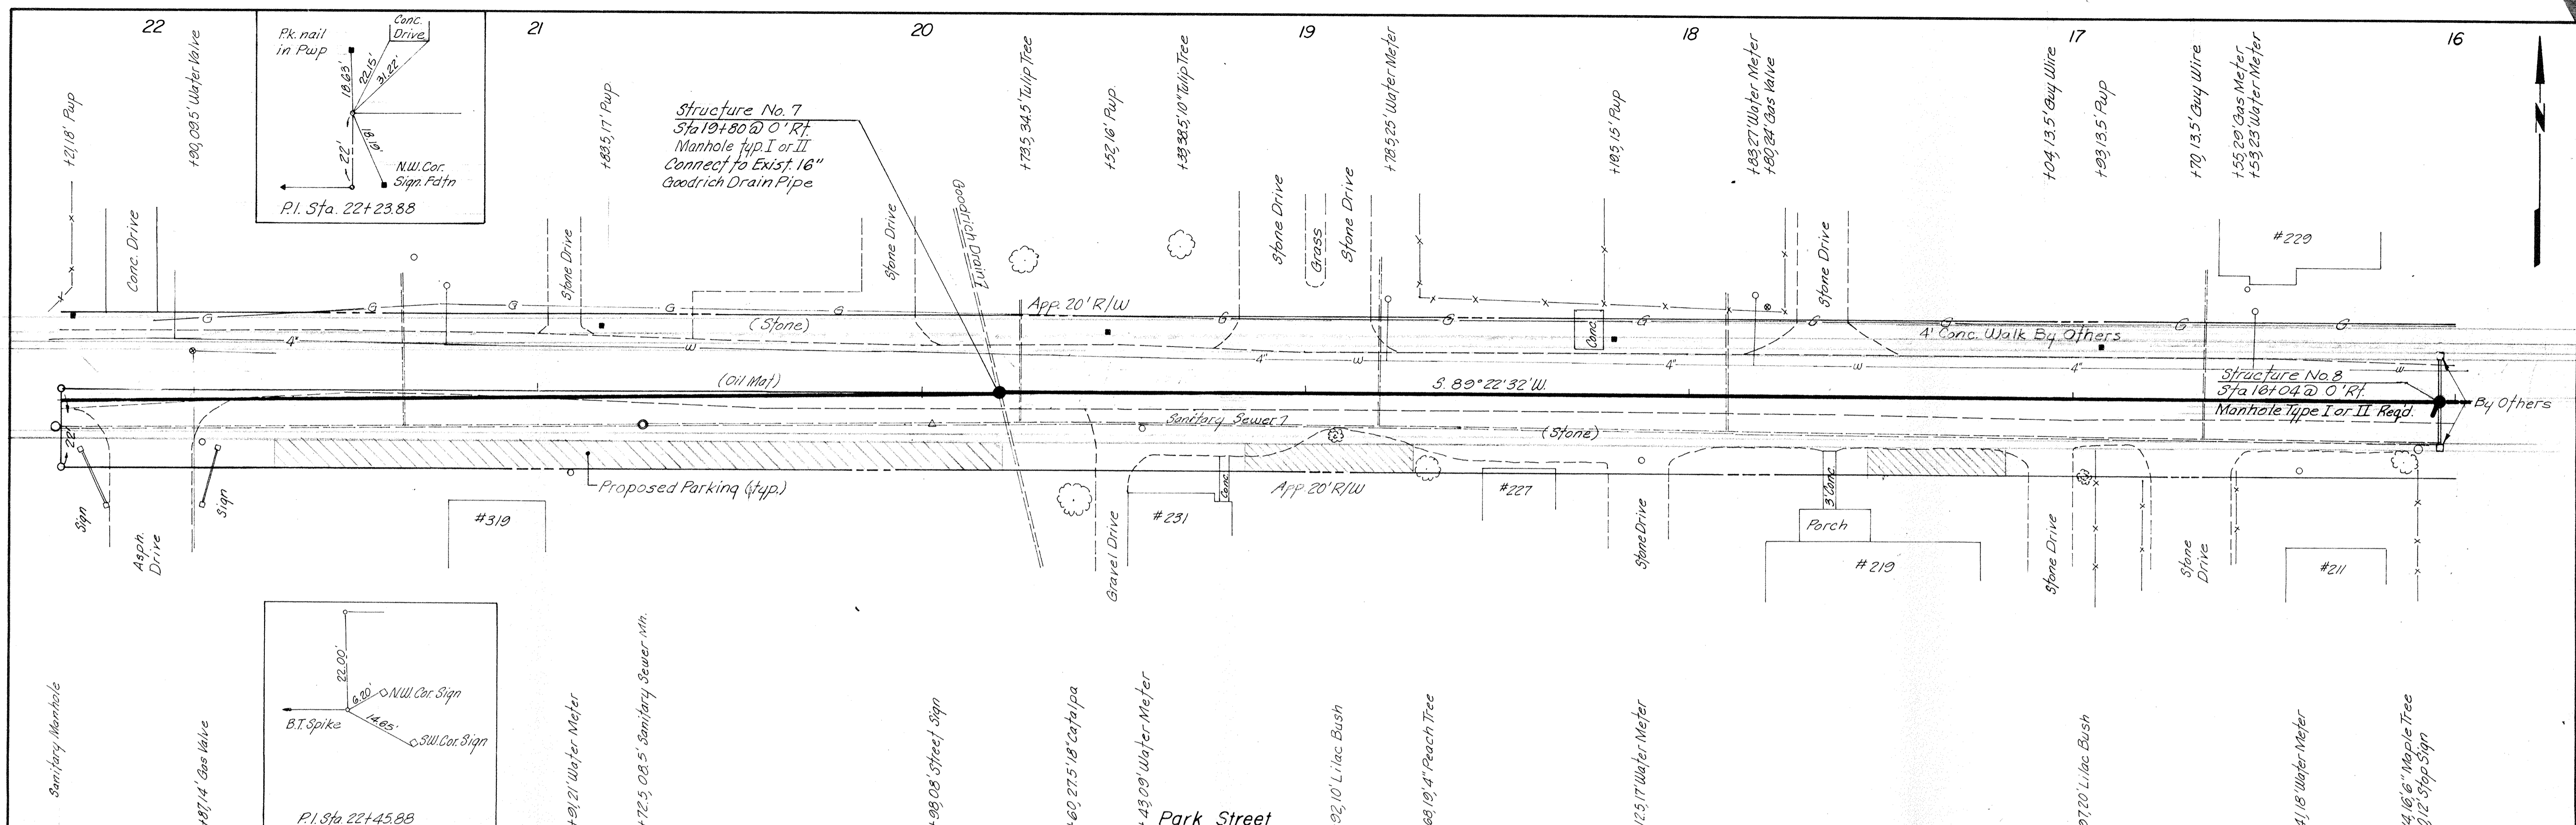 22
21
20
19
18
17
16
+21,18' Pwp
+90,09.5' Water Valve
+83.5,17' Pwp
+73.5,34.5' Tulip Tree
+52,16' Pwp.
+33,38.5',10" Tulip Tree
+78.5,25' Water Meter
+19.5,15' Pwp
+83,27' Water Meter
+80,24' Gas Valve
+04,13.5' Guy Wire
+93,13.5' Pwp
+70,13.5' Guy Wire
+55,29' Gas Meter
+53,23' Water Meter
P.k. nail
in Pwp
Conc.
Drive
18.63'
22.15'
31.22'
18.19'
22'
N.W. Cor.
Sign. Fdtn
P.I. Sta. 22+23.88
Structure No. 7
Sta 19+80 @ 0' Rt.
Manhole typ. I or II
Connect to Exist. 16"
Goodrich Drain Pipe
N
Conc. Drive
Stone Drive
Stone Drive
Goodrich Drain
Stone Drive
Grass
Stone Drive
Stone Drive
#229
G
G
G
G
G
App. 20' R/W
G
G
G
G
G
G
G
(Stone)
Conc.
4' Conc. Walk By Others
4"
W
4"
W
4"
W
4"
W
(Oil Mat)
S. 89°22'32" W.
Structure No. 8
Sta 16+04 @ 0' Rt.
Manhole Type I or II Req'd.
By Others
22'
Sanitary Sewer
(Stone)
Sign
Asph.
Drive
Sign
#319
Proposed Parking (typ.)
Gravel Drive
#231
Conc.
App. 20' R/W
#227
Stone Drive
3' Conc.
Porch
#219
Stone Drive
Stone
Drive
#211
22.00'
6.20'
N.W. Cor. Sign
B.T. Spike
14.65'
S.W. Cor. Sign
P.I. Sta. 22+45.88
Sanitary Manhole
+87,14' Gas Valve
+91,21' Water Meter
+72.5, 08.5' Sanitary Sewer Mh.
+98,08' Street Sign
+60,27.5' 18" Catalpa
+43,09' Water Meter
Park Street
92,10' Lilac Bush
68,19',4" Peach Tree
12.5,17' Water Meter
97,20' Lilac Bush
41,18' Water Meter
4,16',6" Maple Tree
,12' Stop Sign